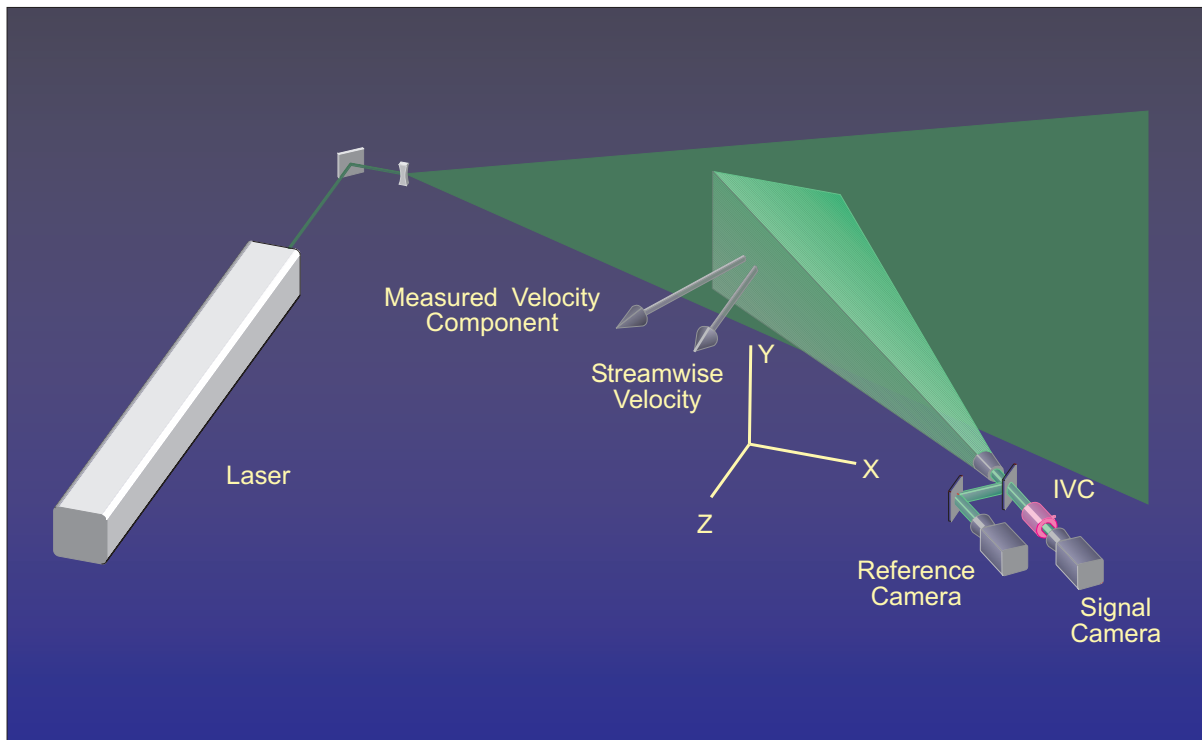 Measured Velocity
Component
Streamwise
Velocity
Y
X
Z
Laser
IVC
Reference
Camera
Signal
Camera